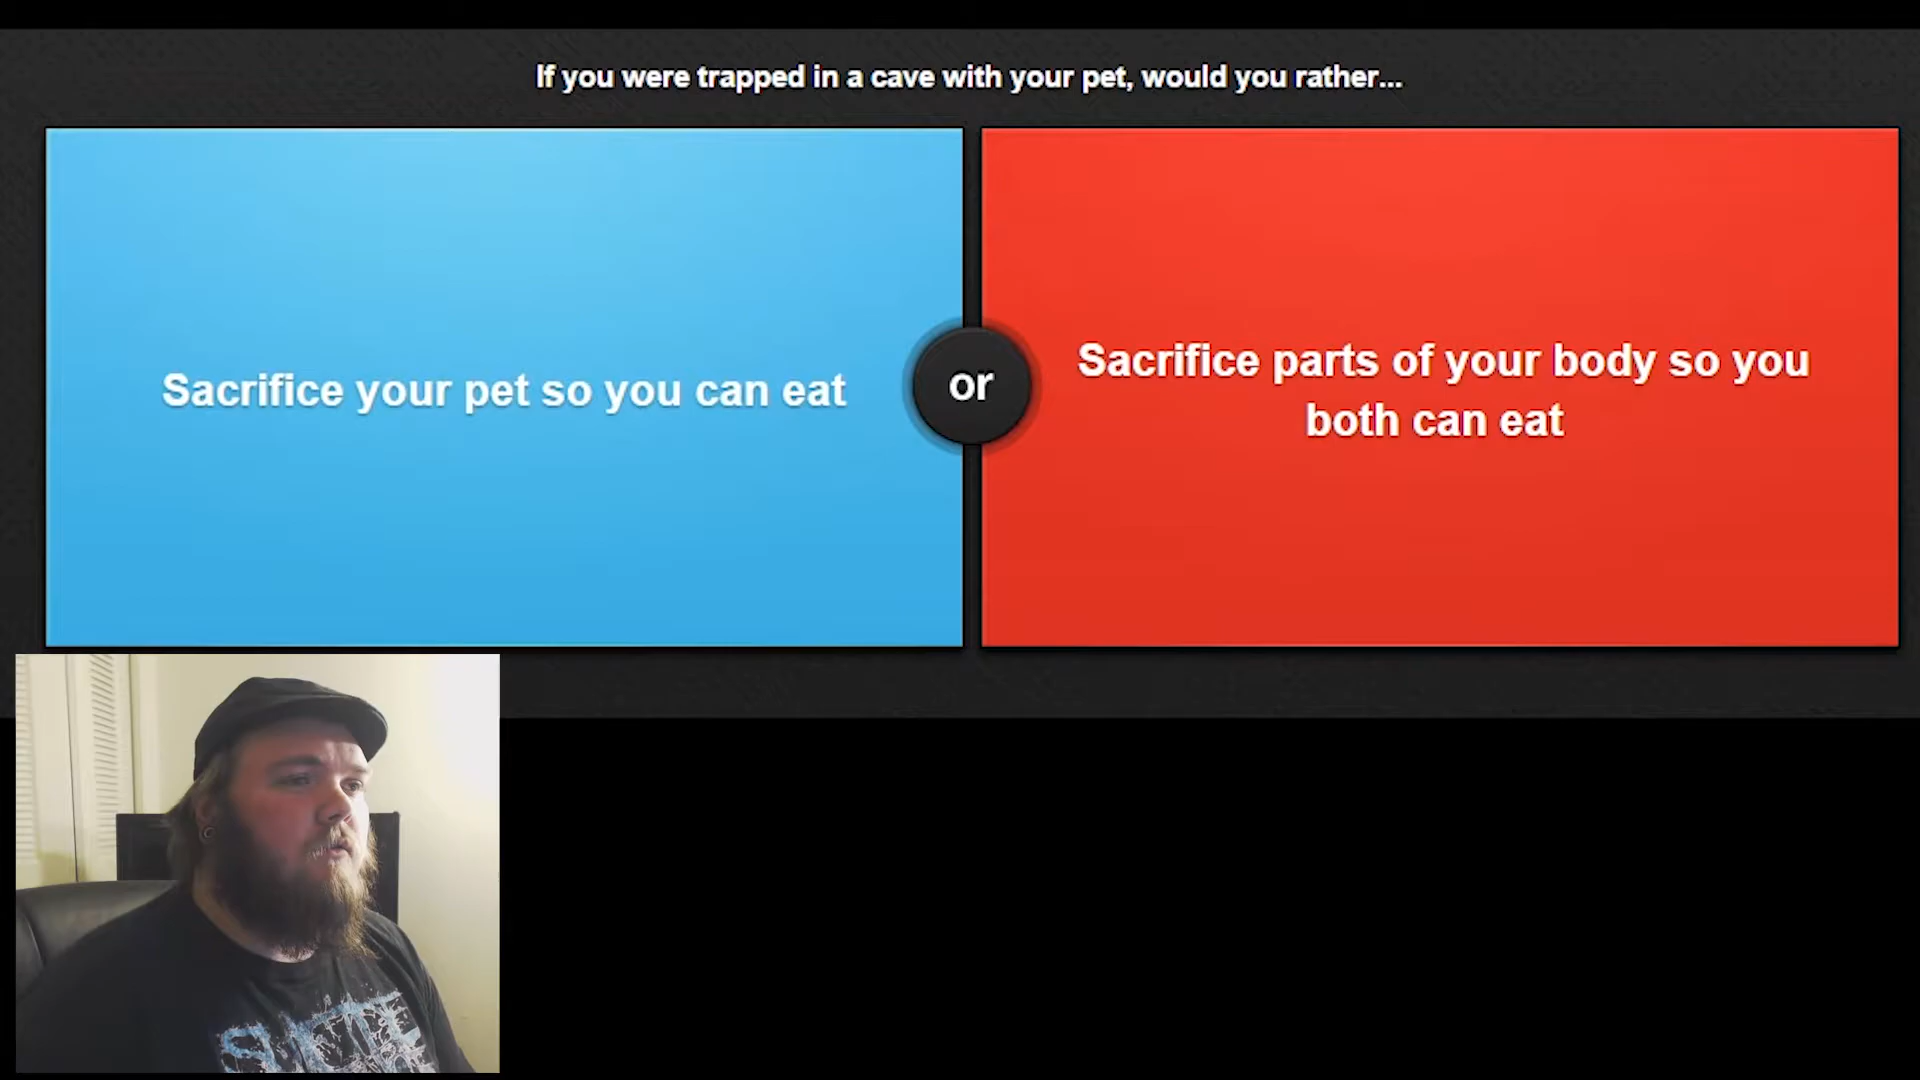 If you were trapped in a cave with your pet, would you rather...
Sacrifice your pet so you can eat
or
Sacrifice parts of your body so you
both can eat